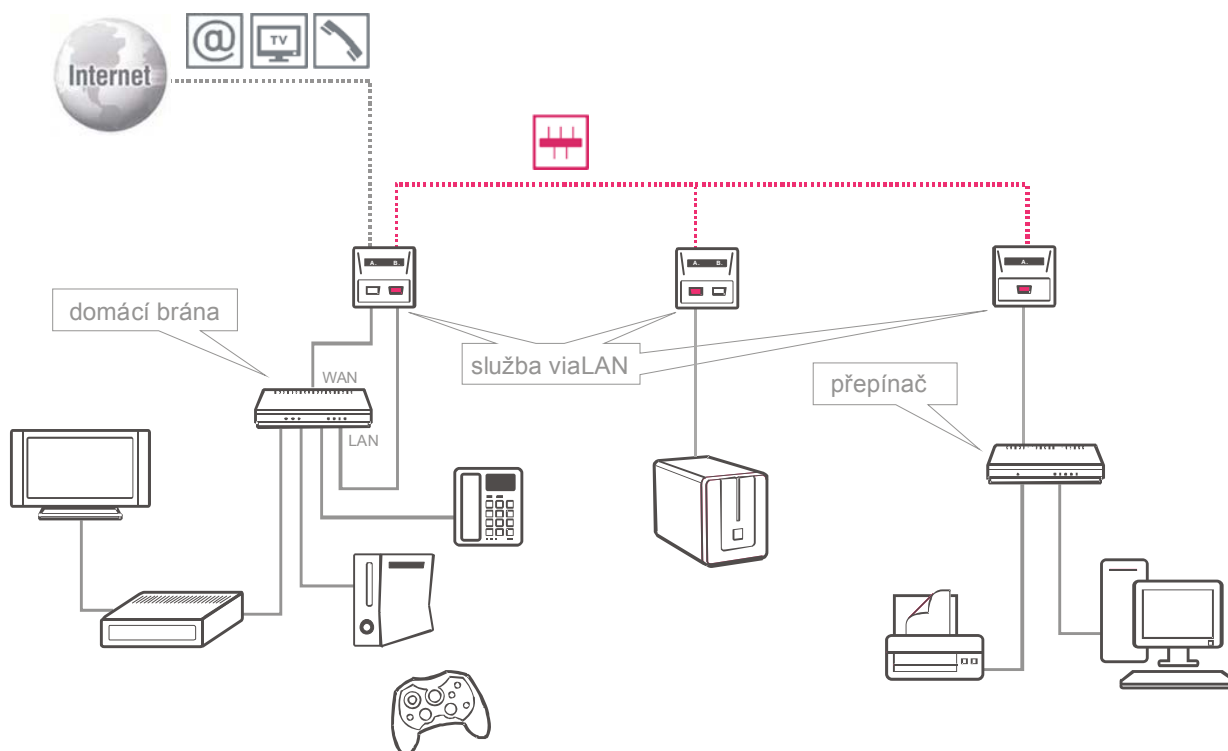 @
TV
Internet
A. B.
A. B.
A.
domácí brána
služba viaLAN
WAN
přepínač
LAN